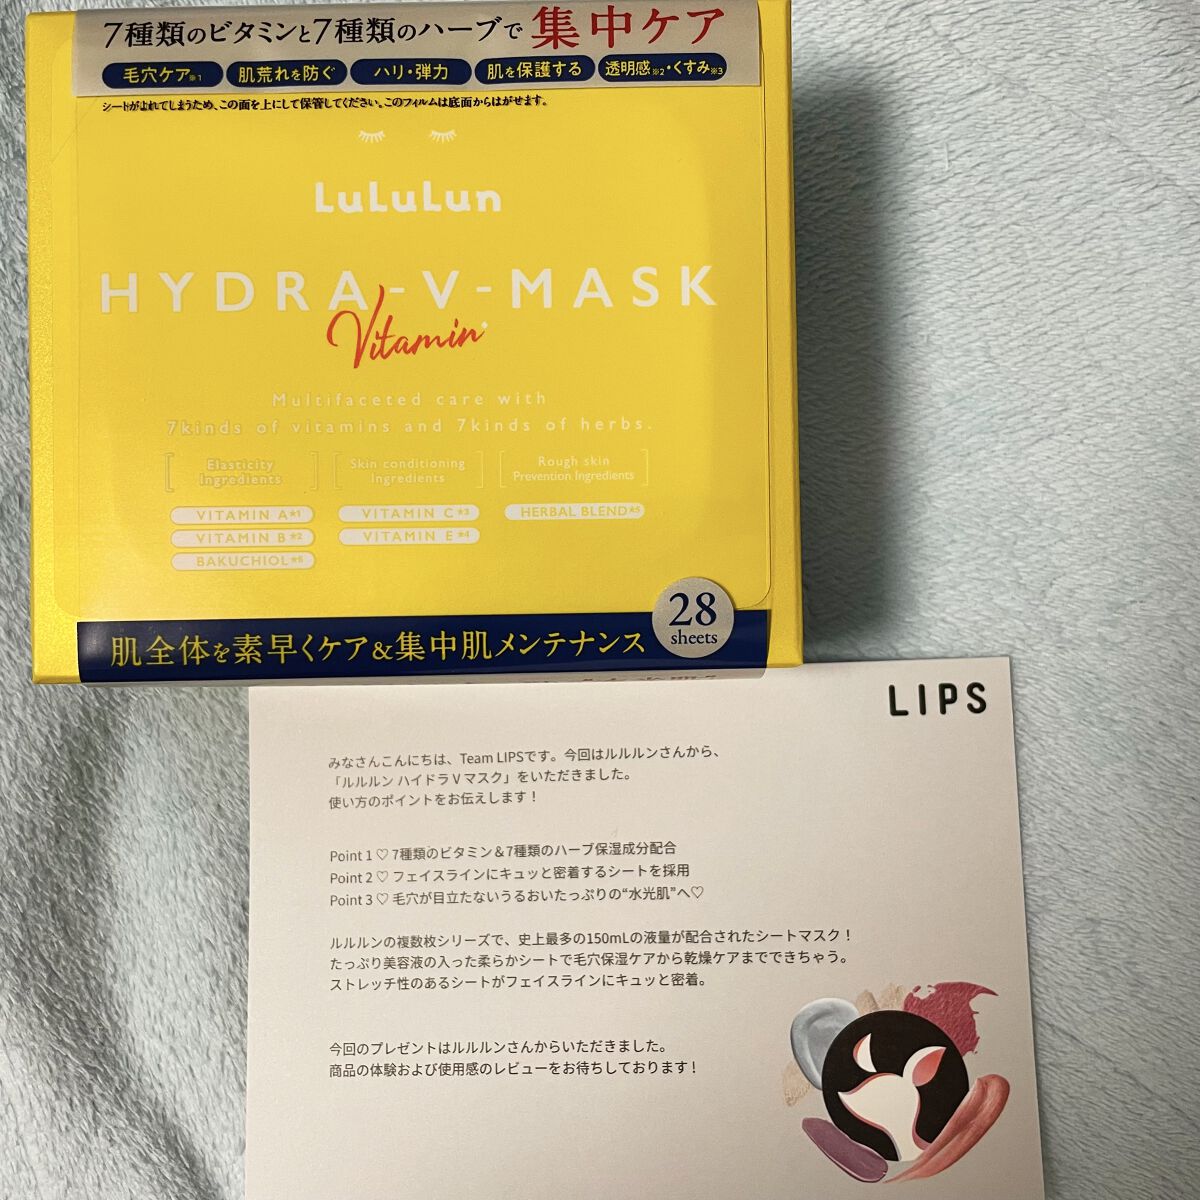 7種類のビタミンと7種類のハーブで 集中ケア
毛穴ケア※1 肌荒れを防ぐ ハリ・弾力 肌を保護する 透明感※2・くすみ※3
シートがよれてしまうため、この面を上にして保管してください。このフィルムは底面からはがせます。
LuLuLun
HYDRA-V-MASK
Vitamin
Multifaceted care with
7kinds of vitamins and 7kinds of herbs.
Elasticity Ingredients
Skin conditioning Ingredients
Rough skin Prevention Ingredients
VITAMIN A*1 VITAMIN C*3 HERBAL BLEND*5
VITAMIN B*2 VITAMIN E*4
BAKUCHIOL*6
28
sheets
肌全体を素早くケア&集中肌メンテナンス
LIPS
みなさんこんにちは、Team LIPSです。今回はルルルンさんから、
「ルルルン ハイドラ V マスク」をいただきました。
使い方のポイントをお伝えします！
Point 1 ♡ 7種類のビタミン＆7種類のハーブ保湿成分配合
Point 2 ♡ フェイスラインにキュッと密着するシートを採用
Point 3 ♡ 毛穴が目立たないうるおいたっぷりの“水光肌”へ♡
ルルルンの複数枚シリーズで、史上最多の150mLの液量が配合されたシートマスク！
たっぷり美容液の入った柔らかシートで毛穴保湿ケアから乾燥ケアまでできちゃう。
ストレッチ性のあるシートがフェイスラインにキュッと密着。
今回のプレゼントはルルルンさんからいただきました。
商品の体験および使用感のレビューをお待ちしております！